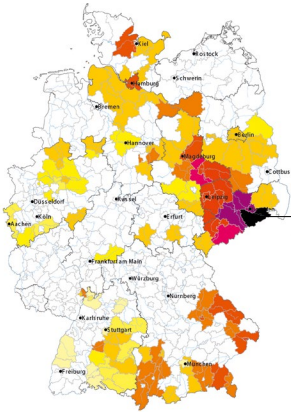 Kiel
Rostock
Hamburg
Schwerin
Bremen
Berlin
Hannover
Magdeburg
Cottbus
Leipzig
Düsseldorf
Kassel
Köln
Erfurt
Aachen
Frankfurt am Main
Würzburg
Nürnberg
Karlsruhe
Stuttgart
München
Freiburg